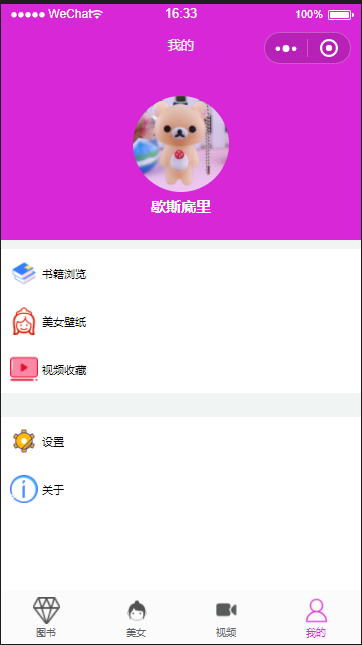 WeChat 16:33 100%
我的
歇斯底里
书籍浏览
美女壁纸
视频收藏
设置
关于
图书 美女 视频 我的